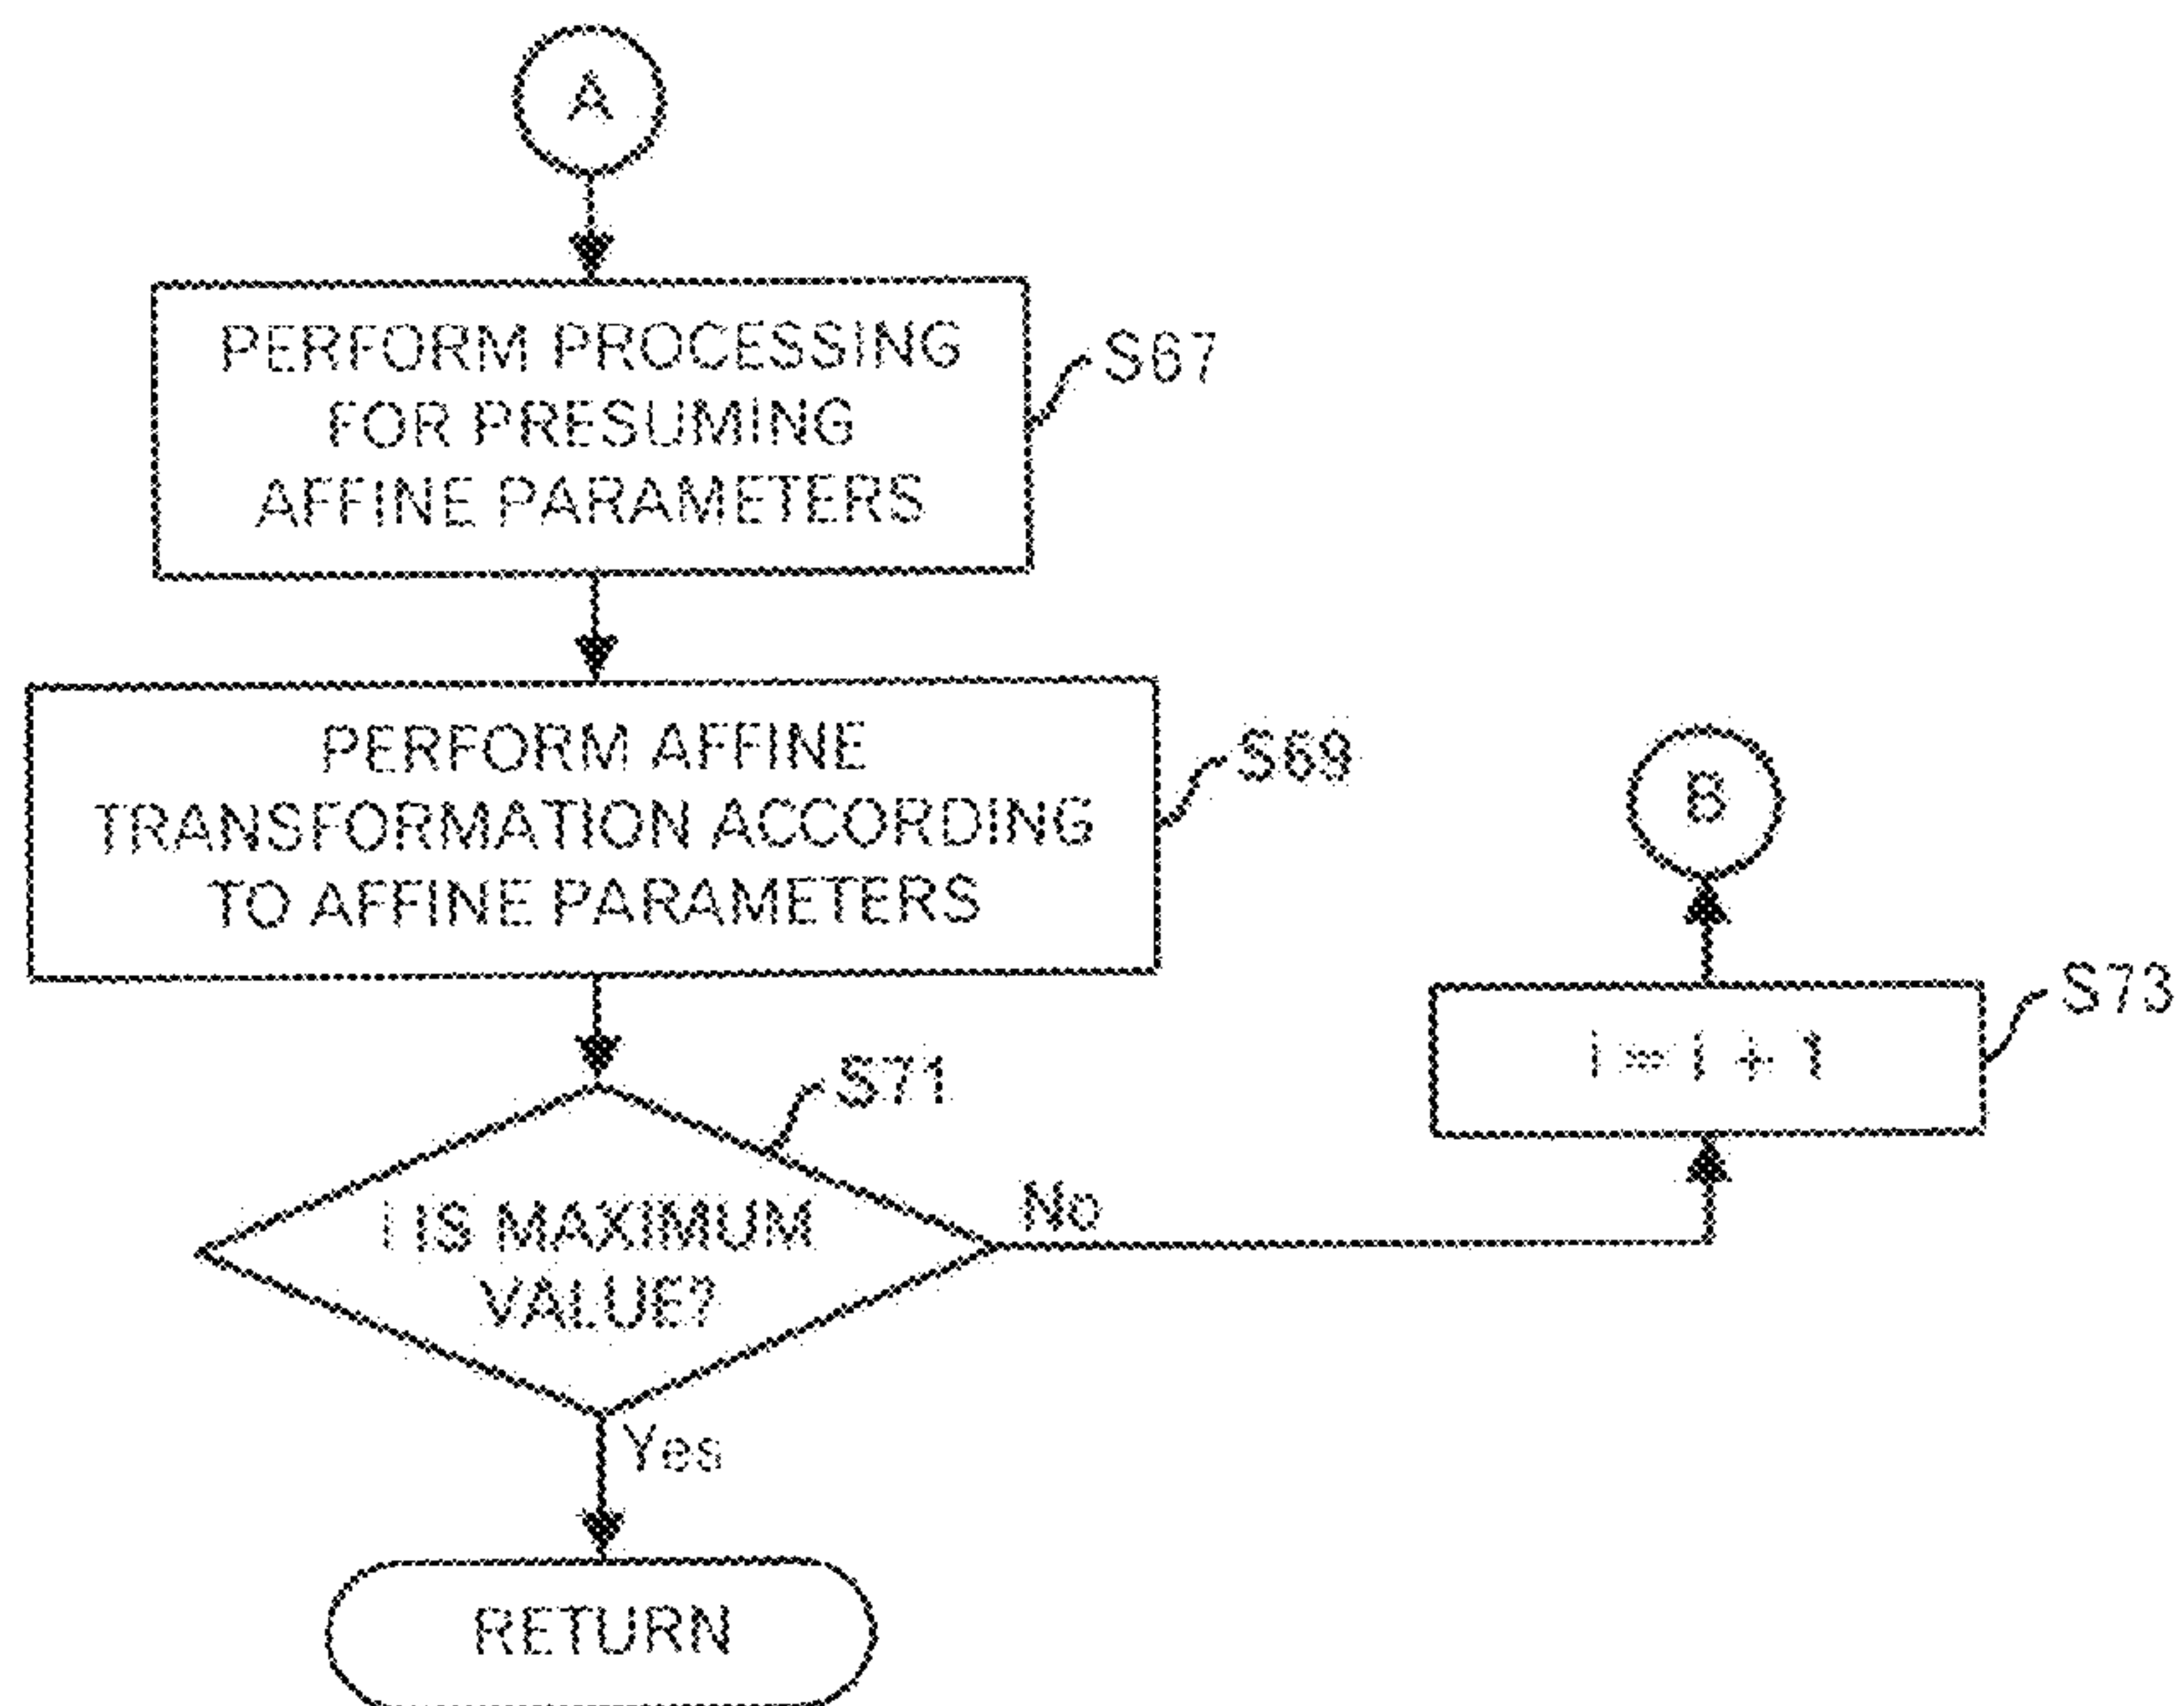 A
PERFORM PROCESSING
FOR PRESUMING
AFFINE PARAMETERS
S67
PERFORM AFFINE
TRANSFORMATION ACCORDING
TO AFFINE PARAMETERS
S69
B
I = I + 1
S73
S71
I IS MAXIMUM
VALUE?
No
Yes
RETURN